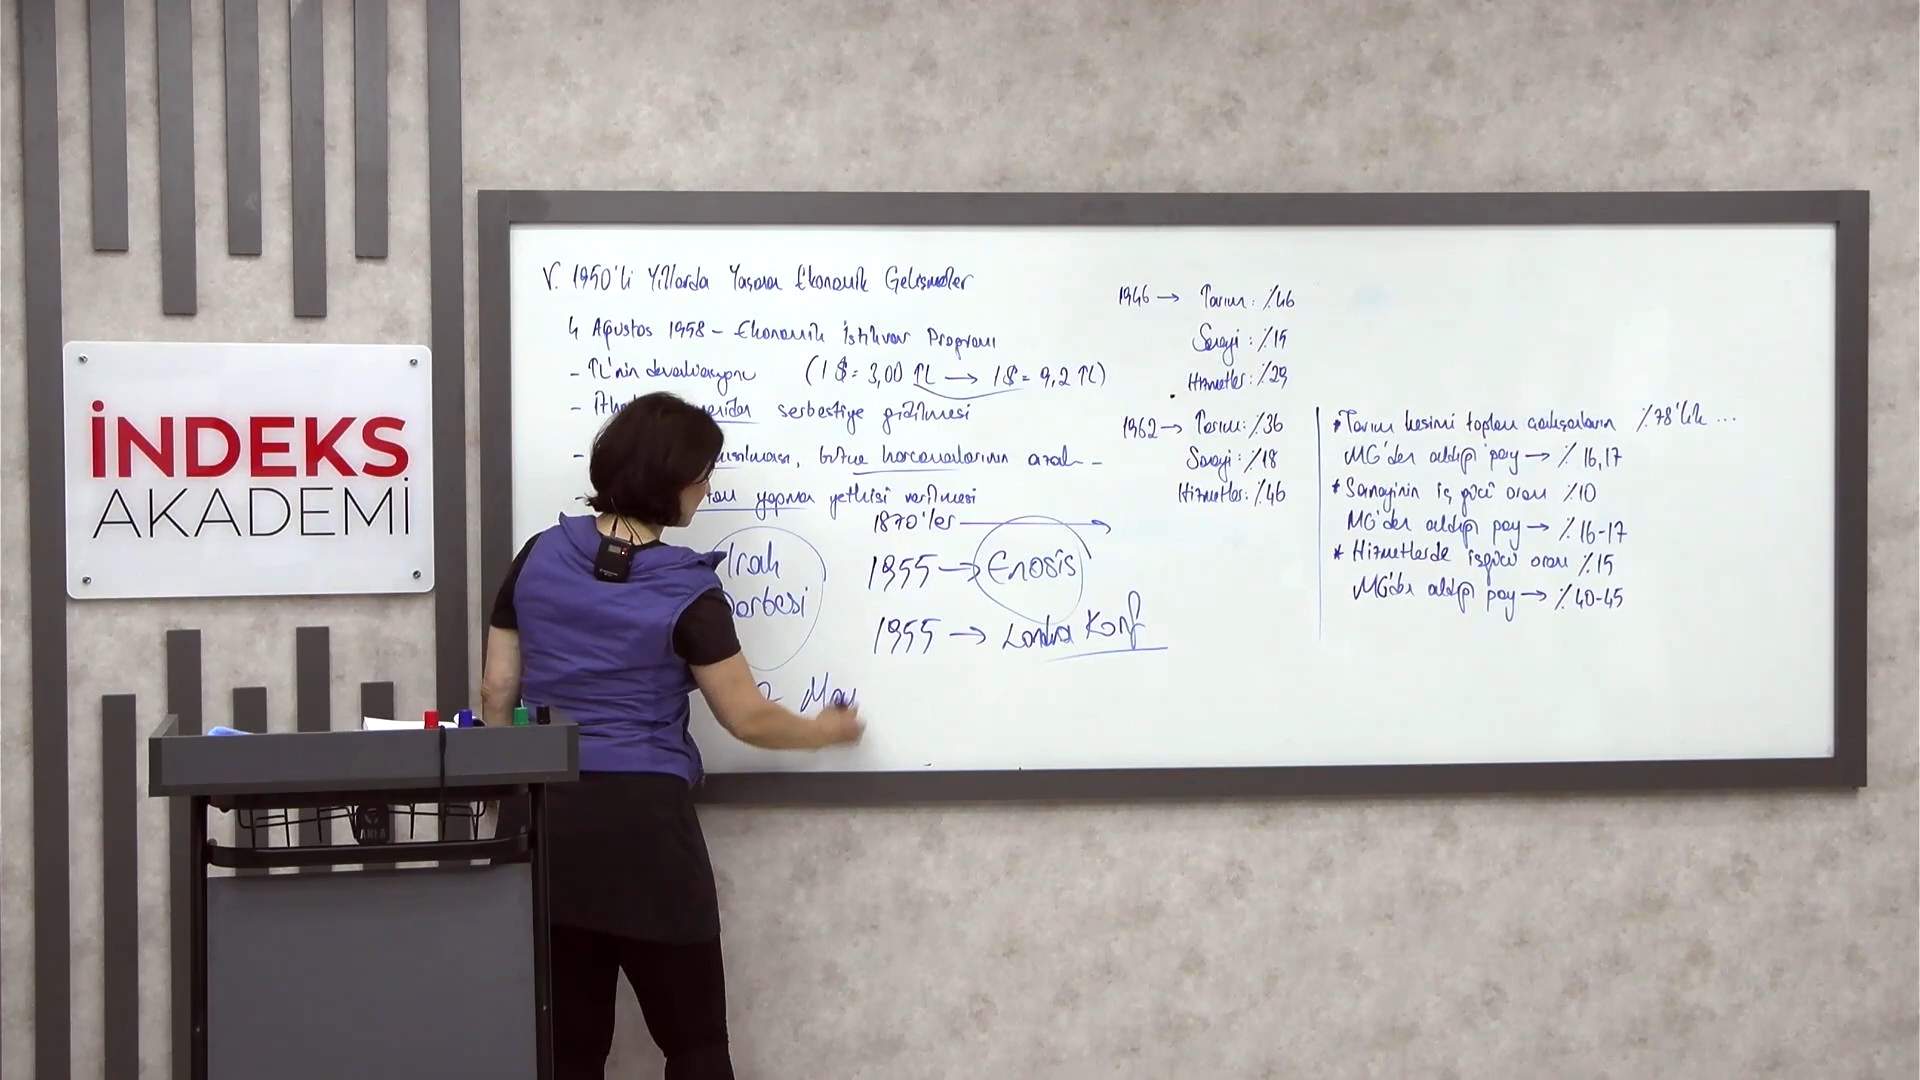 İNDEKS
AKADEMİ
V. 1950'li Yıllarda Yaşanan Ekonomik Gelişmeler
4 Ağustos 1958 – Ekonomik İstikrar Programı
- TL'nin devalüasyonu (1 $ = 3,00 TL → 1 $ = 9,2 TL)
- serbestiye gidilmesi
- bütçe harcamalarının azal –
- yapma yetkisi verilmesi
Irak
1870'ler →
1955 → Enosis
1955 → Londra Konf
1946 → Tarım: %46
Sanayi: %15
Hizmetler: %29
1962 → Tarım: %36
Sanayi: %18
Hizmetler: %46
* Tarım kesimi toplam çalışanların %78'lik ...
MG'den aldığı pay → % 16,17
* Sanayinin iş gücü oranı %10
MG'den aldığı pay → % 16-17
* Hizmetlerde işgücü oranı %15
MG'den aldığı pay → % 40-45